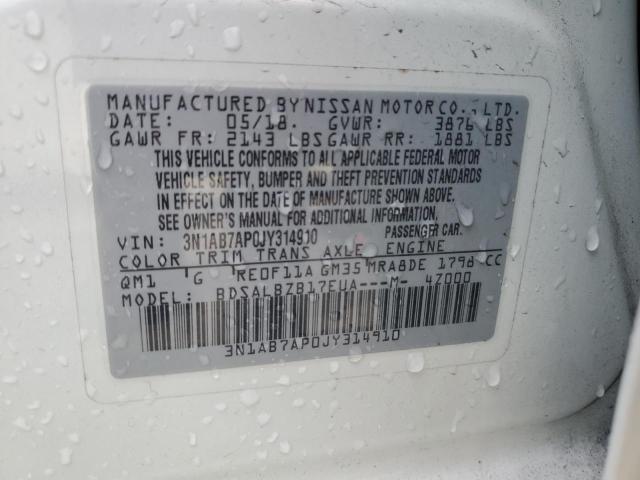 MANUFACTURED BY NISSAN MOTOR CO., LTD.
DATE: 05/18. GVWR: 3876 LBS
GAWR FR: 2143 LBS GAWR RR: 1881 LBS
THIS VEHICLE CONFORMS TO ALL APPLICABLE FEDERAL MOTOR
VEHICLE SAFETY, BUMPER AND THEFT PREVENTION STANDARDS
IN EFFECT ON THE DATE OF MANUFACTURE SHOWN ABOVE.
SEE OWNER'S MANUAL FOR ADDITIONAL INFORMATION
VIN: 3N1AB7AP0JY314910 PASSENGER CAR.
COLOR TRIM TRANS AXLE ENGINE
QM1 G RE0F11A GM35 MRA8DE 1798 CC
MODEL: BDSALBZB17EUA---M- 4Z000
3N1AB7AP0JY314910